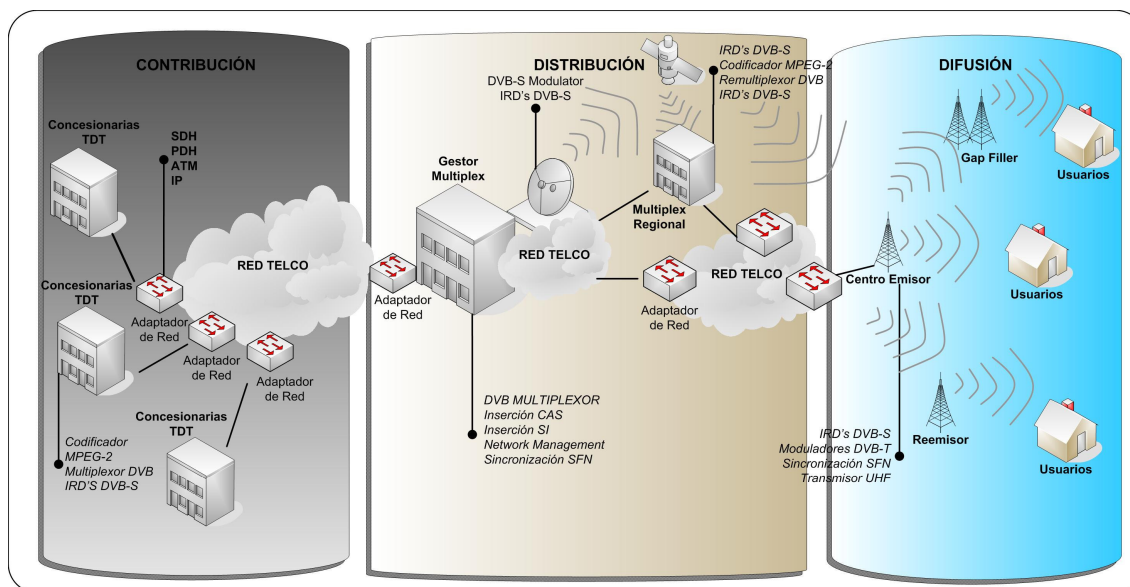 CONTRIBUCIÓN
Concesionarias
TDT
SDH
PDH
ATM
IP
RED TELCO
Concesionarias
TDT
Adaptador
de Red
Adaptador
de Red
Adaptador
de Red
Concesionarias
TDT
Codificador
MPEG-2
Multiplexor DVB
IRD'S DVB-S
DISTRIBUCIÓN
DVB-S Modulator
IRD's DVB-S
IRD's DVB-S
Codificador MPEG-2
Remultiplexor DVB
IRD's DVB-S
Gestor
Multiplex
Multiplex
Regional
RED TELCO
RED TELCO
Adaptador
de Red
Adaptador
de Red
DVB MULTIPLEXOR
Inserción CAS
Inserción SI
Network Management
Sincronización SFN
DIFUSIÓN
Gap Filler
Usuarios
Centro Emisor
Usuarios
Reemisor
Usuarios
IRD's DVB-S
Moduladores DVB-T
Sincronización SFN
Transmisor UHF